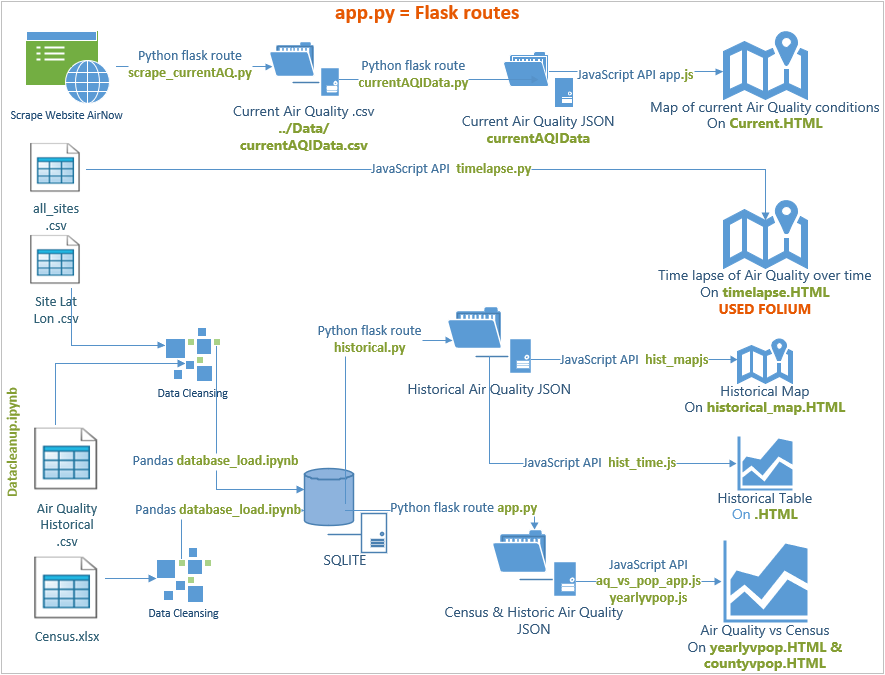 app.py = Flask routes
Python flask route
scrape_currentAQ.py
Scrape Website AirNow
Current Air Quality .csv
../Data/
currentAQIData.csv
Python flask route
currentAQIData.py
Current Air Quality JSON
currentAQIData
JavaScript API app.js
Map of current Air Quality conditions
On Current.HTML
all_sites
.csv
JavaScript API timelapse.py
Time lapse of Air Quality over time
On timelapse.HTML
USED FOLIUM
Site Lat
Lon .csv
Data Cleansing
Python flask route
historical.py
Historical Air Quality JSON
JavaScript API hist_mapjs
Historical Map
On historical_map.HTML
Datacleanup.ipynb
Air Quality
Historical
.csv
Pandas database_load.ipynb
JavaScript API hist_time.js
Historical Table
On .HTML
Pandas database_load.ipynb
SQLITE
Python flask route app.py
Census & Historic Air Quality
JSON
JavaScript API
aq_vs_pop_app.js
yearlyvpop.js
Air Quality vs Census
On yearlyvpop.HTML &
countyvpop.HTML
Census.xlsx
Data Cleansing